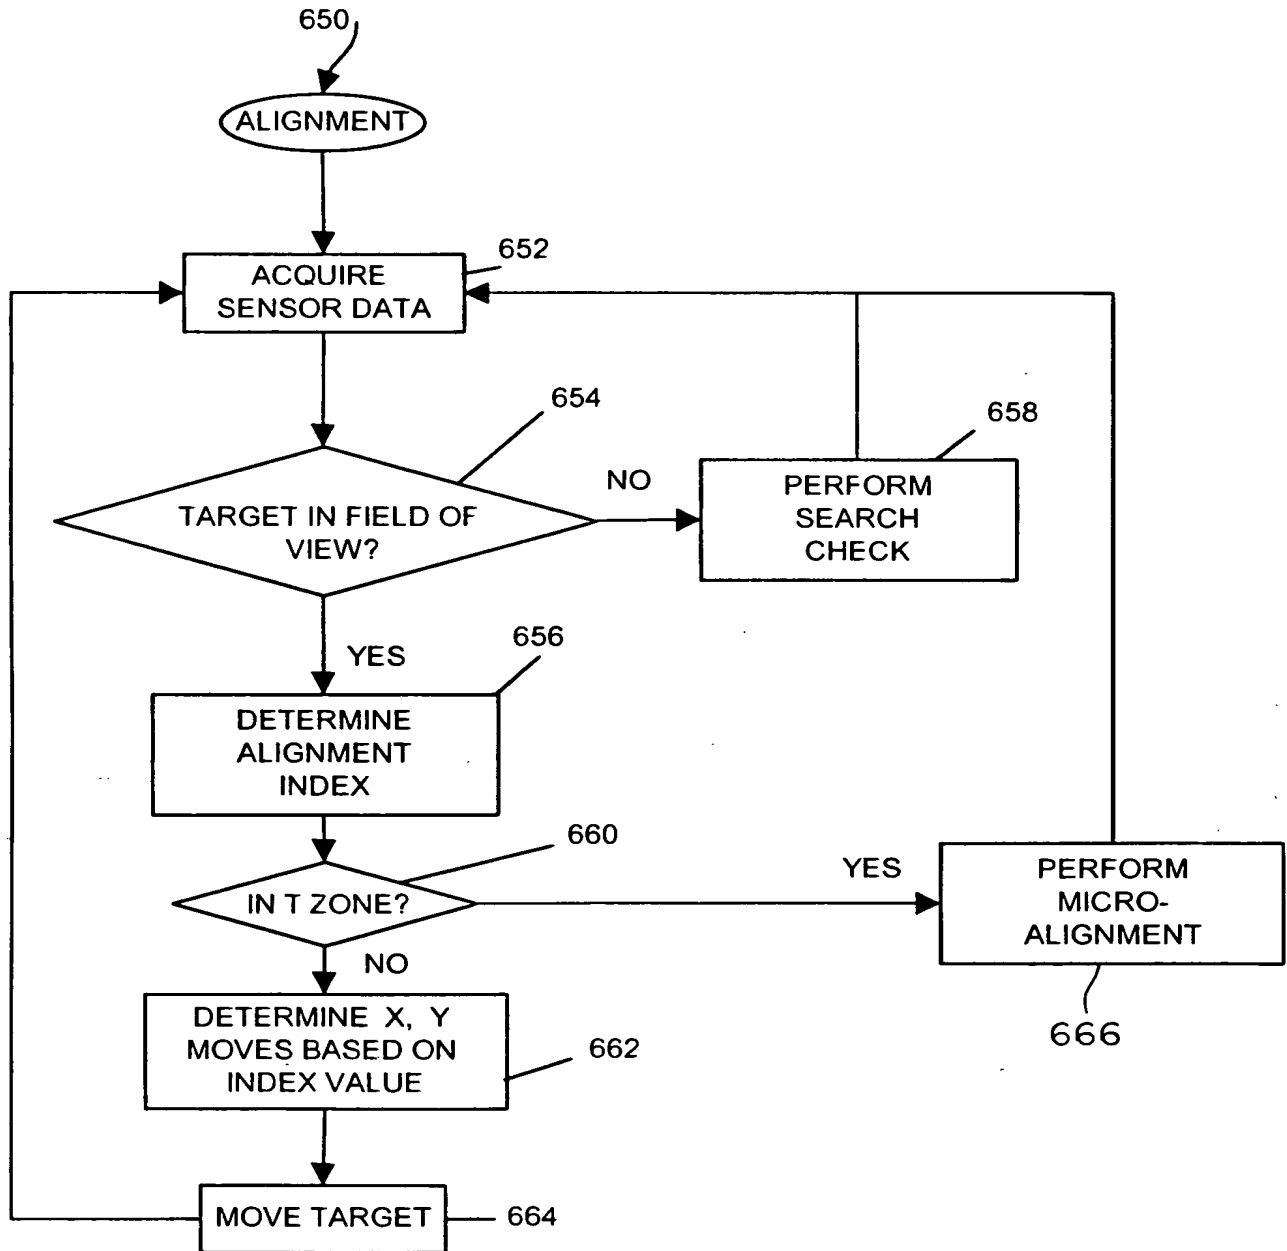 650
ALIGNMENT
652
ACQUIRE
SENSOR DATA
654
TARGET IN FIELD OF
VIEW?
NO
658
PERFORM
SEARCH
CHECK
YES
656
DETERMINE
ALIGNMENT
INDEX
660
IN T ZONE?
YES
PERFORM
MICRO-
ALIGNMENT
666
NO
DETERMINE X, Y
MOVES BASED ON
INDEX VALUE
662
MOVE TARGET
664